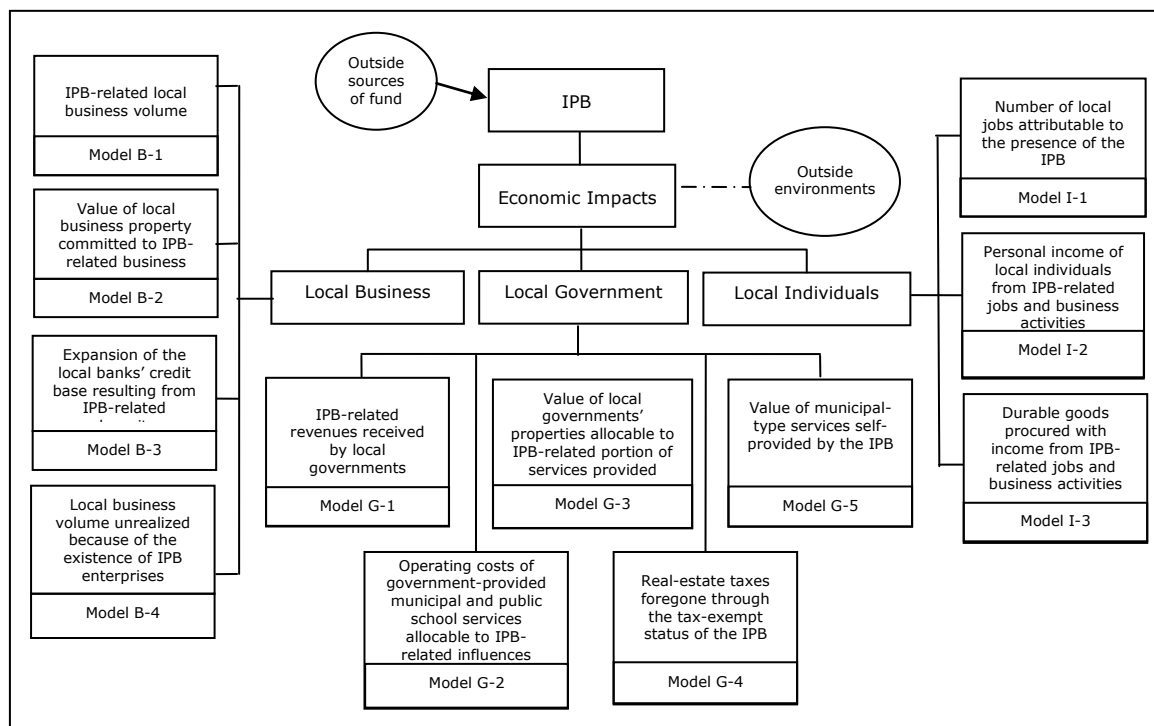 Outside
sources
of fund
IPB
Economic Impacts
Outside
environments
Local Business
Local Government
Local Individuals
IPB-related local
business volume
Model B-1
Value of local
business property
committed to IPB-
related business
Model B-2
Expansion of the
local banks’ credit
base resulting from
IPB-related
Model B-3
Local business
volume unrealized
because of the
existence of IPB
enterprises
Model B-4
IPB-related
revenues received
by local
governments
Model G-1
Operating costs of
government-provided
municipal and public
school services
allocable to IPB-
related influences
Model G-2
Value of local
governments’
properties allocable to
IPB-related portion of
services provided
Model G-3
Real-estate taxes
foregone through
the tax-exempt
status of the IPB
Model G-4
Value of municipal-
type services self-
provided by the IPB
Model G-5
Number of local
jobs attributable to
the presence of the
IPB
Model I-1
Personal income of
local individuals
from IPB-related
jobs and business
activities
Model I-2
Durable goods
procured with
income from IPB-
related jobs and
business activities
Model I-3